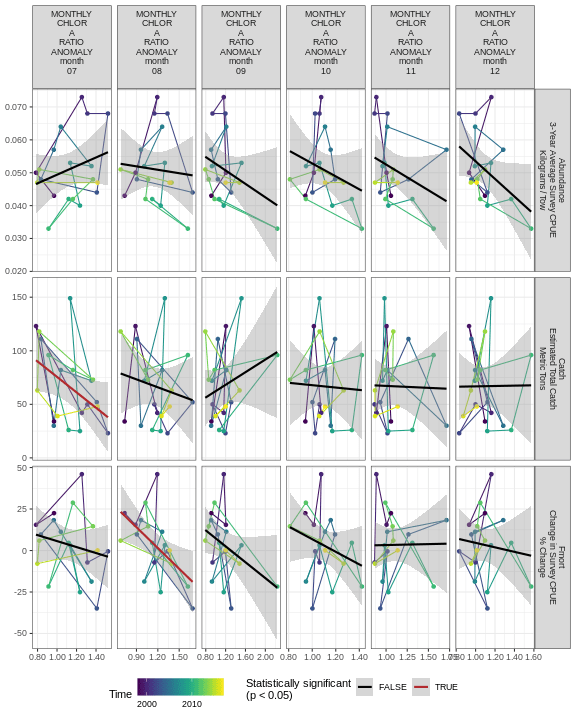 MONTHLY
CHLOR
A
RATIO
ANOMALY
month
07
MONTHLY
CHLOR
A
RATIO
ANOMALY
month
08
MONTHLY
CHLOR
A
RATIO
ANOMALY
month
09
MONTHLY
CHLOR
A
RATIO
ANOMALY
month
10
MONTHLY
CHLOR
A
RATIO
ANOMALY
month
11
MONTHLY
CHLOR
A
RATIO
ANOMALY
month
12
0.070
0.060
0.050
0.040
0.030
0.020
Abundance
3-Year Average Survey CPUE
Kilograms/Tow
150
100
50
0
Catch
Estimated Total Catch
Metric Tons
50
25
0
-25
-50
Fmort
Change in Survey CPUE
% Change
0.80 1.00 1.20 1.40
0.90 1.20 1.50
0.80 1.20 1.60 2.00
0.80 1.00 1.20 1.40
1.00 1.25 1.50
1.00 1.20 1.40 1.60
Time
2000 2010
Statistically significant
(p < 0.05)
FALSE
TRUE